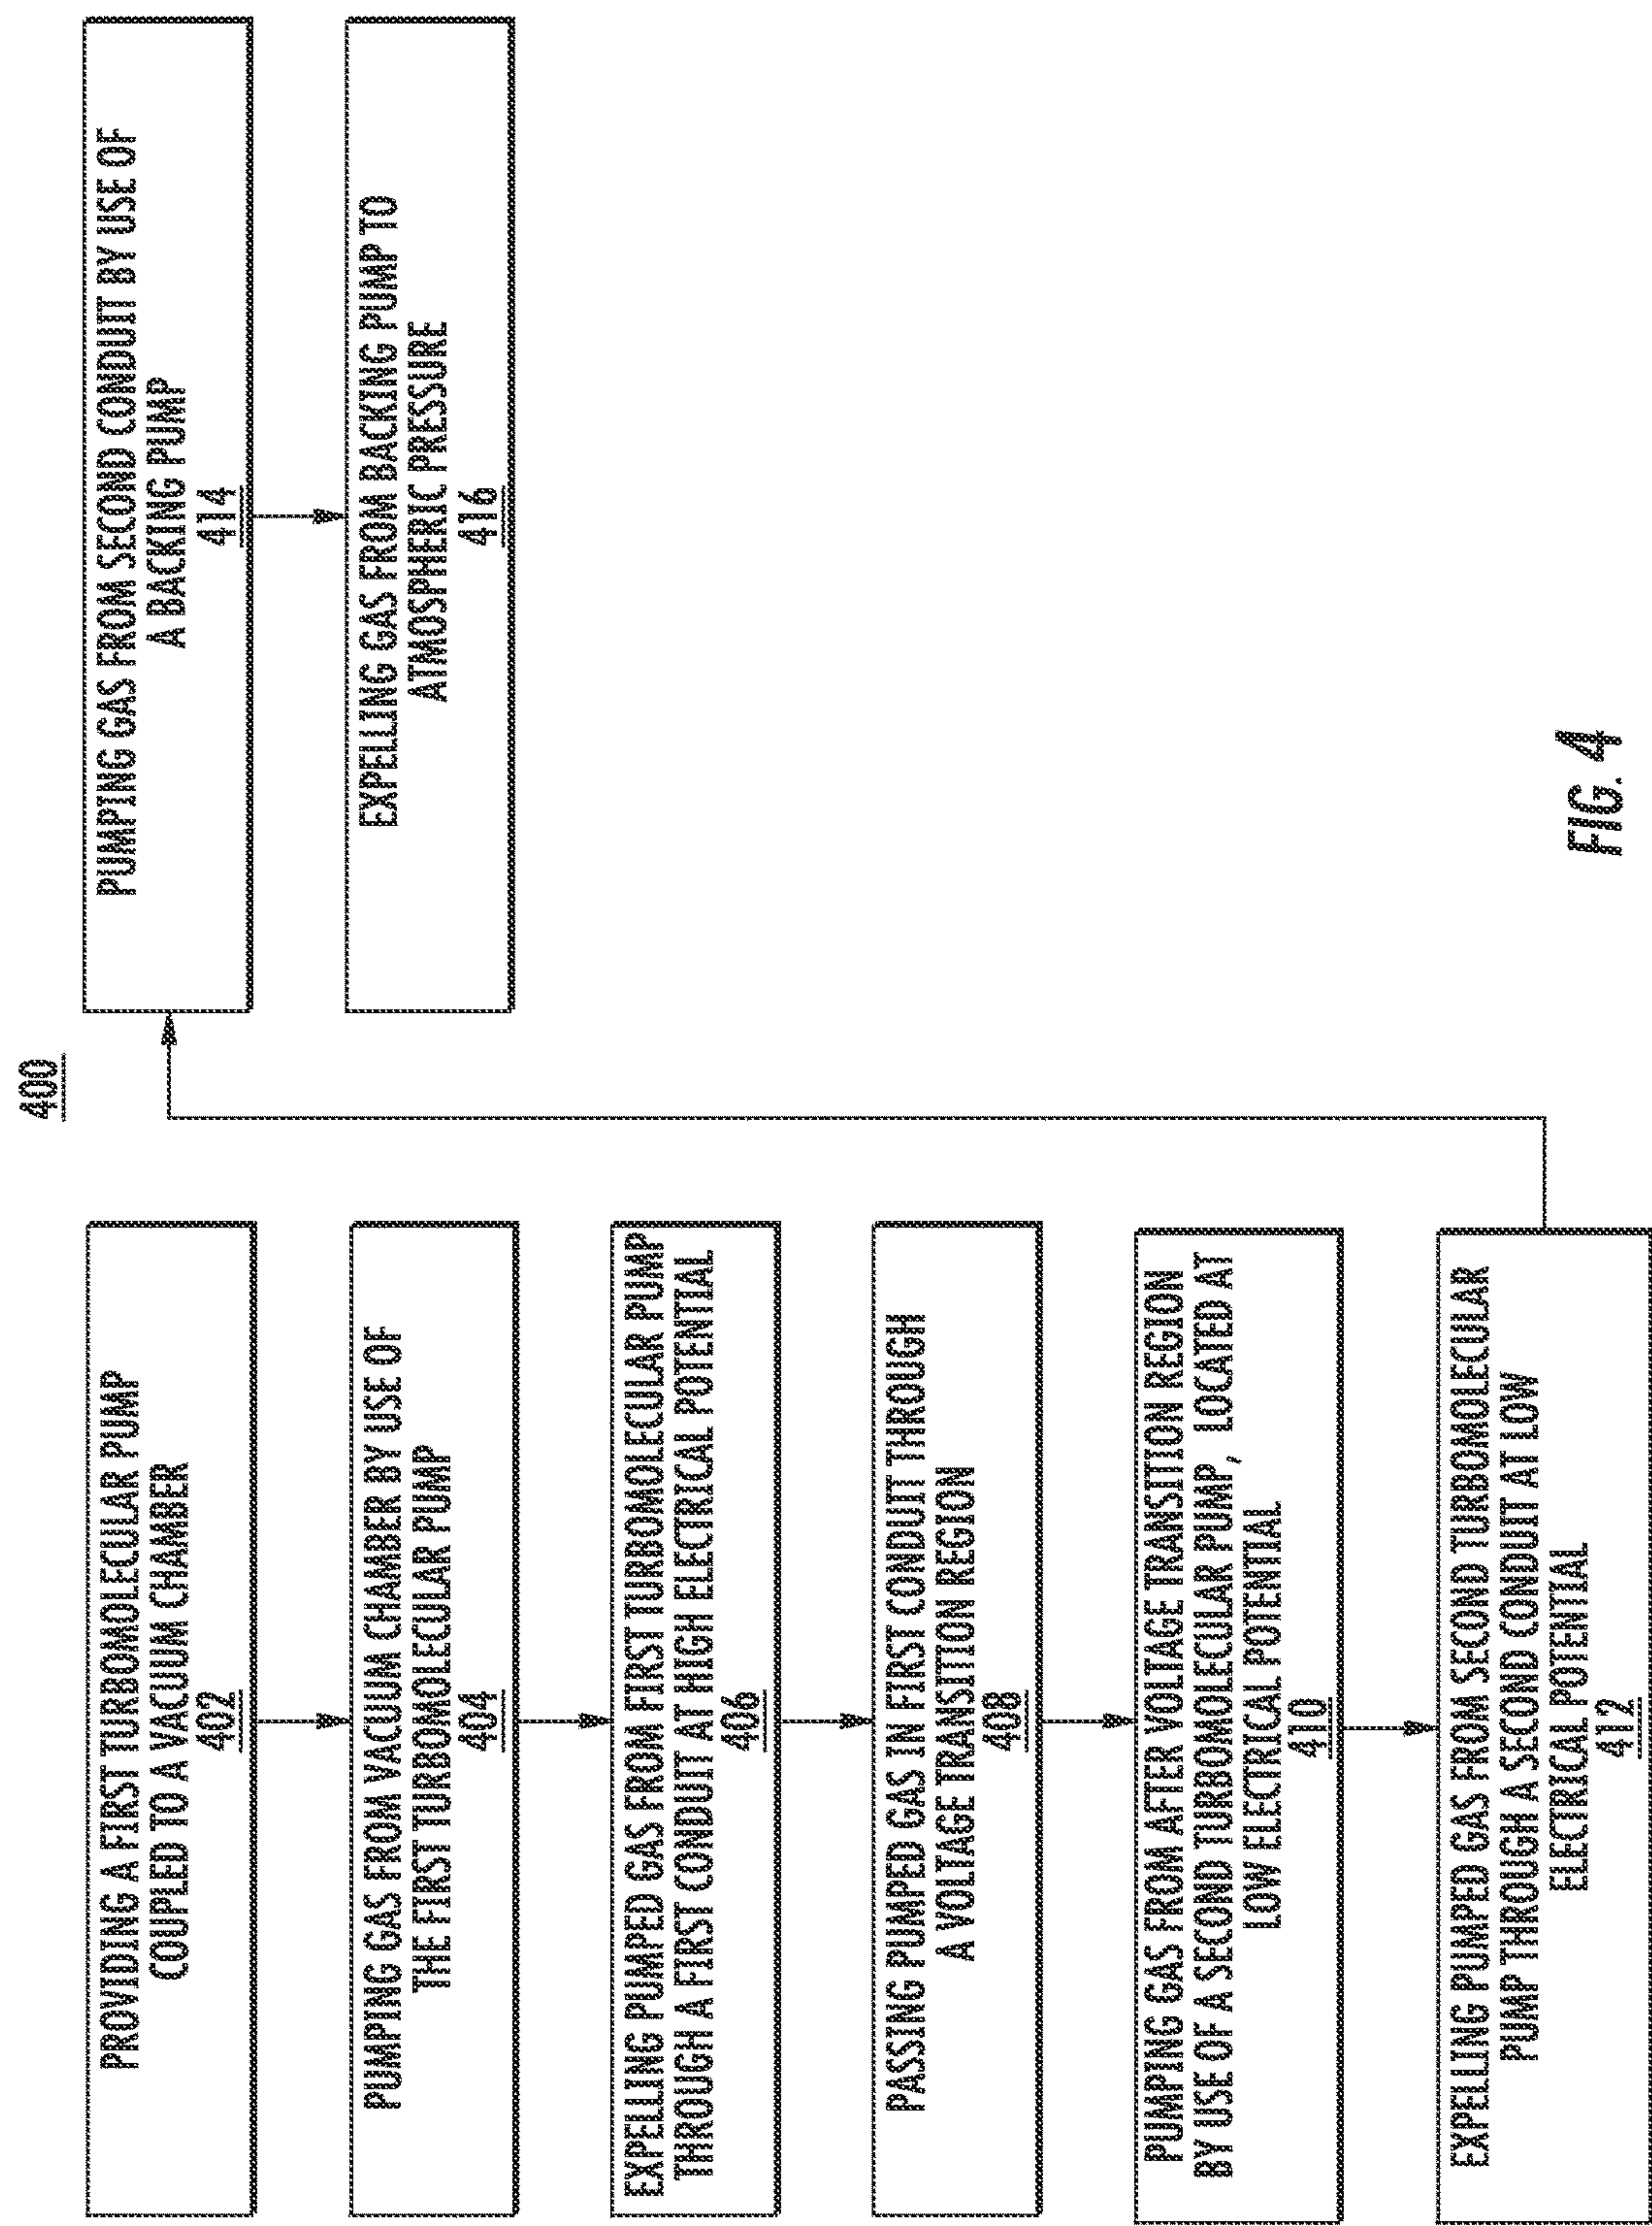 400
PROVIDING A FIRST TURBOMOLECULAR PUMP
COUPLED TO A VACUUM CHAMBER
402
PUMPING GAS FROM VACUUM CHAMBER BY USE OF
THE FIRST TURBOMOLECULAR PUMP
404
EXPELLING PUMPED GAS FROM FIRST TURBOMOLECULAR PUMP
THROUGH A FIRST CONDUIT AT HIGH ELECTRICAL POTENTIAL
406
PASSING PUMPED GAS IN FIRST CONDUIT THROUGH
A VOLTAGE TRANSITION REGION
408
PUMPING GAS FROM AFTER VOLTAGE TRANSITION REGION
BY USE OF A SECOND TURBOMOLECULAR PUMP, LOCATED AT
LOW ELECTRICAL POTENTIAL
410
EXPELLING PUMPED GAS FROM SECOND TURBOMOLECULAR
PUMP THROUGH A SECOND CONDUIT AT LOW
ELECTRICAL POTENTIAL
412
PUMPING GAS FROM SECOND CONDUIT BY USE OF
A BACKING PUMP
414
EXPELLING GAS FROM BACKING PUMP TO
ATMOSPHERIC PRESSURE
416
FIG. 4